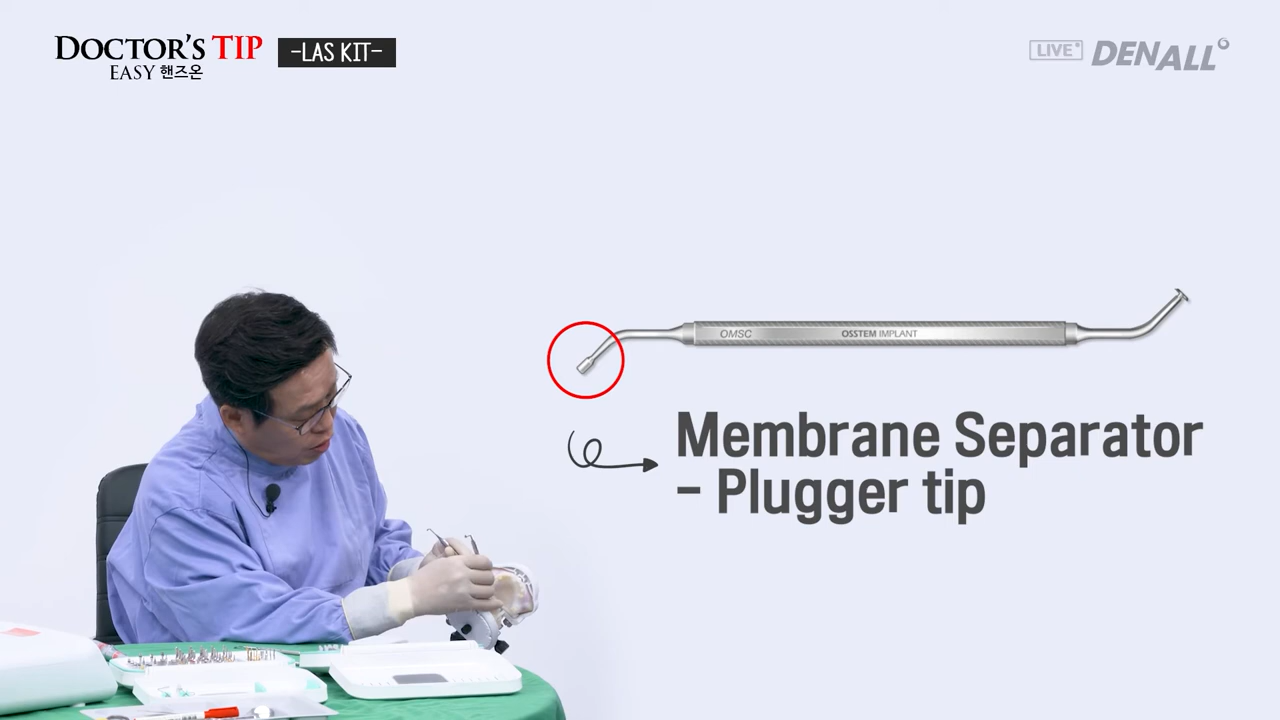 DOCTOR'S TIP
EASY 핸즈온
-LAS KIT-
LIVE
DENALL
OMSC
OSSTEM IMPLANT
Membrane Separator
- Plugger tip